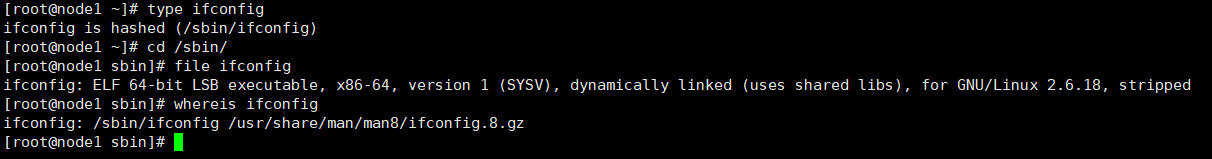 [root@node1 ~]# type ifconfig
ifconfig is hashed (/sbin/ifconfig)
[root@node1 ~]# cd /sbin/
[root@node1 sbin]# file ifconfig
ifconfig: ELF 64-bit LSB executable, x86-64, version 1 (SYSV), dynamically linked (uses shared libs), for GNU/Linux 2.6.18, stripped
[root@node1 sbin]# whereis ifconfig
ifconfig: /sbin/ifconfig /usr/share/man/man8/ifconfig.8.gz
[root@node1 sbin]#